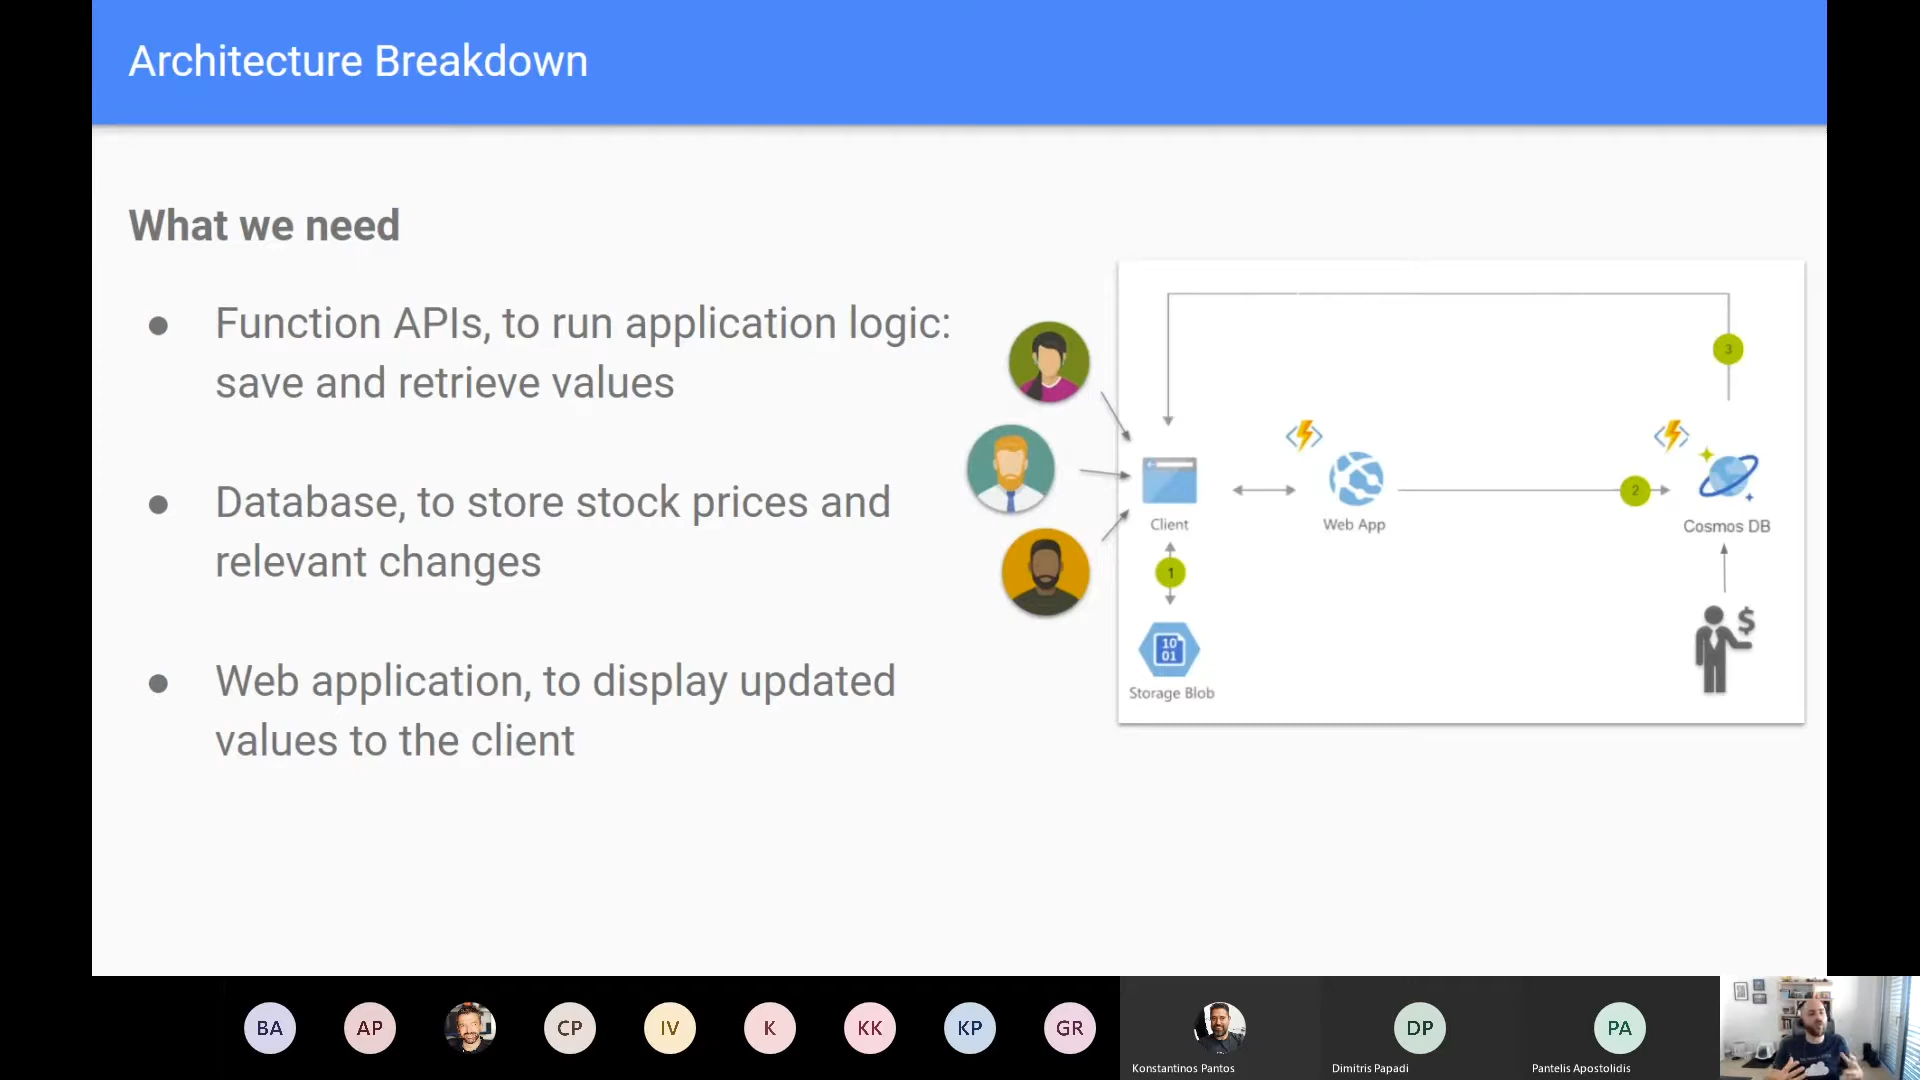 Architecture Breakdown
What we need
Function APIs, to run application logic:
save and retrieve values
Database, to store stock prices and
relevant changes
Web application, to display updated
values to the client
3
Client
Web App
2
Cosmos DB
1
10
01
Storage Blob
$
BA
AP
CP
IV
K
KK
KP
GR
DP
PA
Konstantinos Pantos
Dimitris Papadi
Pantelis Apostolidis